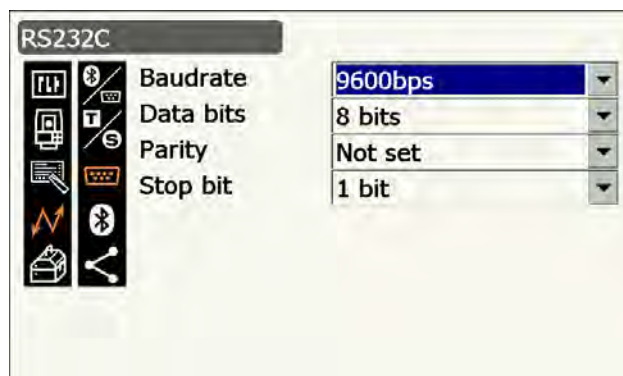 RS232C
Baudrate 9600bps
Data bits 8 bits
Parity Not set
Stop bit 1 bit
T
S